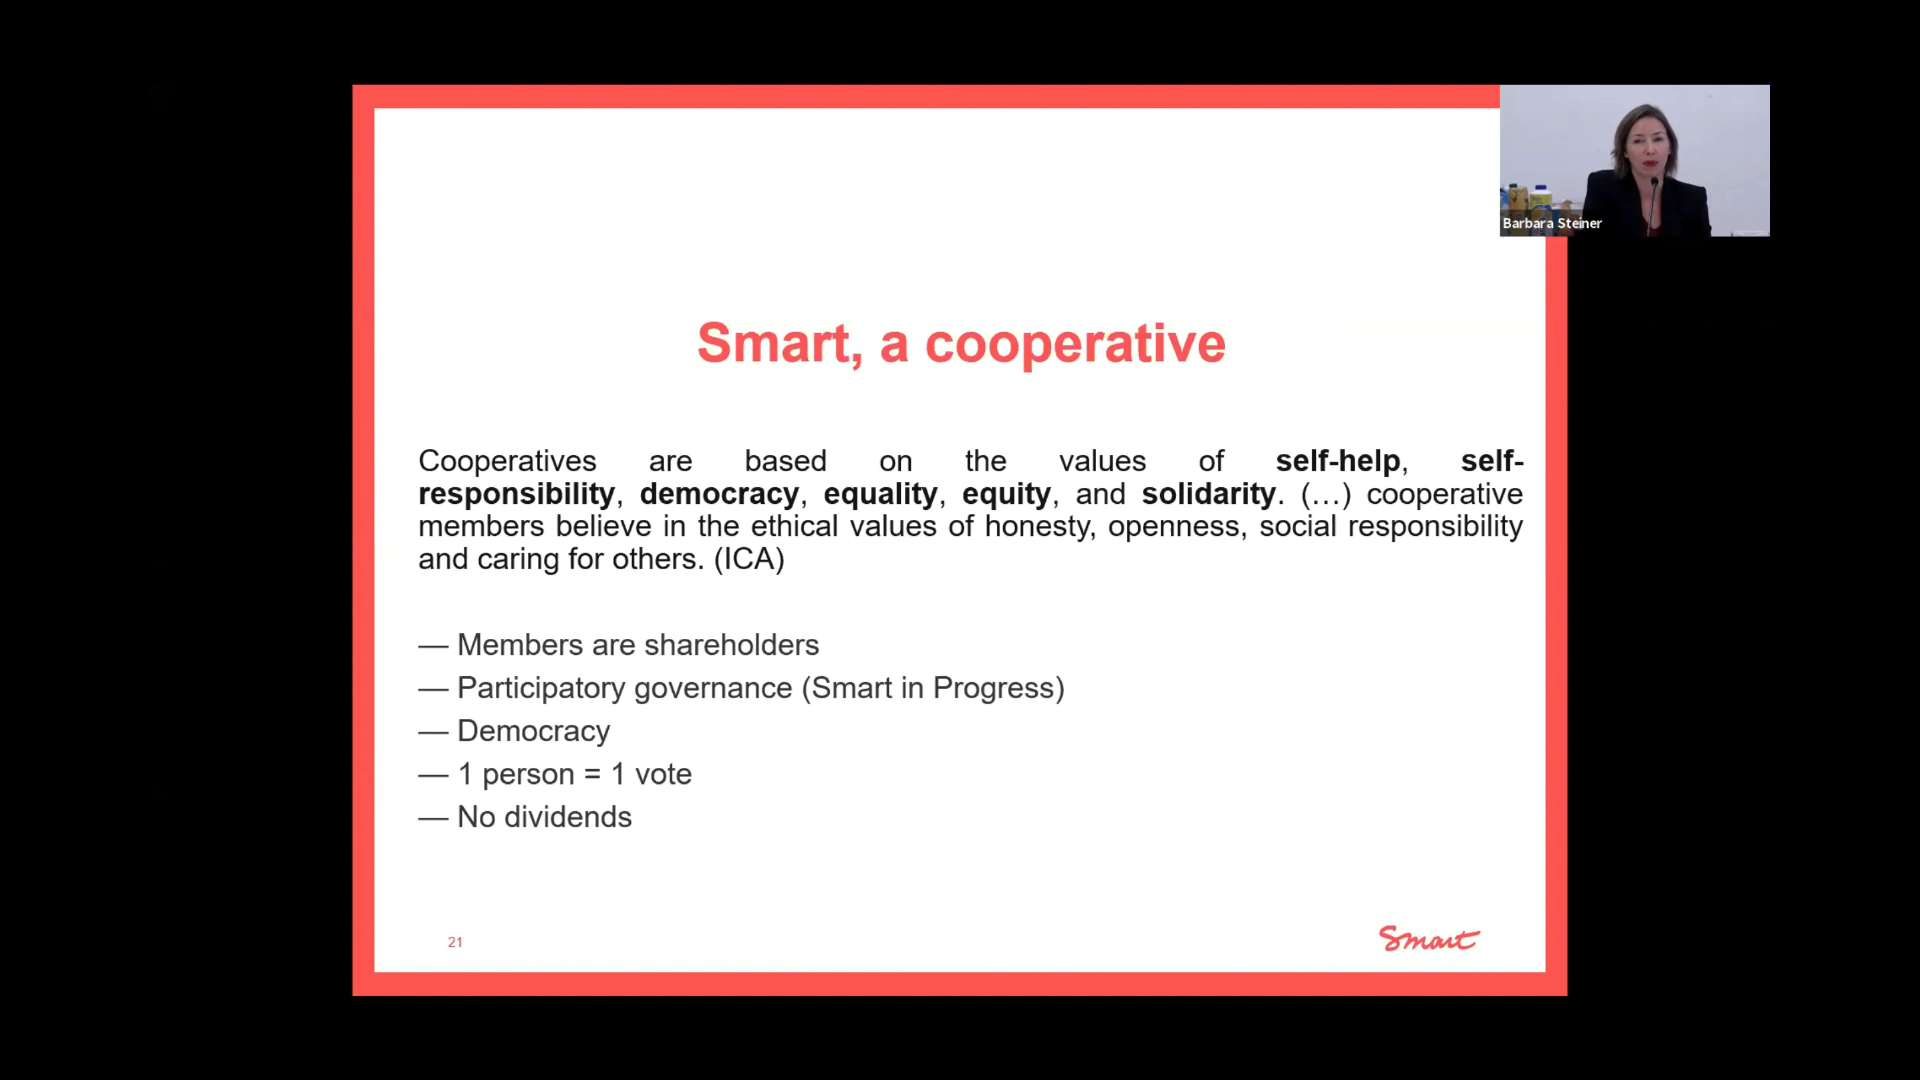 Barbara Steiner
Smart, a cooperative
Cooperatives are based on the values of self-help, self-
responsibility, democracy, equality, equity, and solidarity. (…) cooperative
members believe in the ethical values of honesty, openness, social responsibility
and caring for others. (ICA)
— Members are shareholders
— Participatory governance (Smart in Progress)
— Democracy
— 1 person = 1 vote
— No dividends
21
Smart